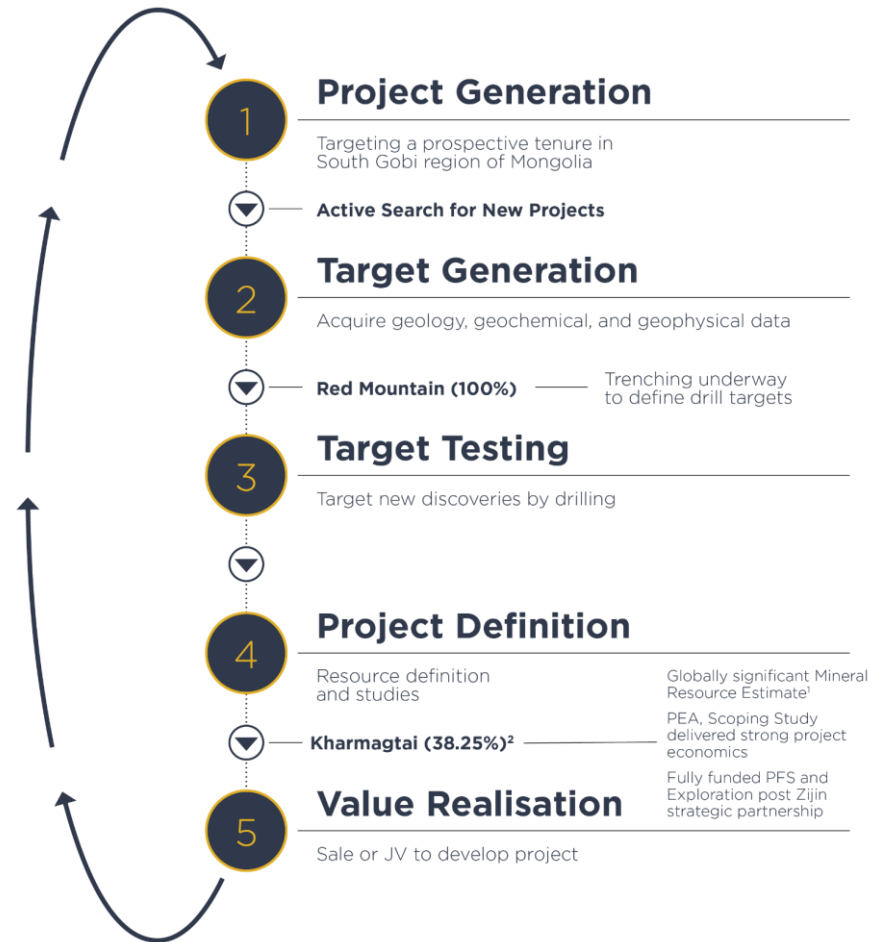 1
Project Generation
Targeting a prospective tenure in
South Gobi region of Mongolia
Active Search for New Projects
2
Target Generation
Acquire geology, geochemical, and geophysical data
Red Mountain (100%)
Trenching underway
to define drill targets
3
Target Testing
Target new discoveries by drilling
4
Project Definition
Resource definition
and studies
Kharmagtai (38.25%)²
Globally significant Mineral
Resource Estimate¹
PEA, Scoping Study
delivered strong project
economics
Fully funded PFS and
Exploration post Zijin
strategic partnership
5
Value Realisation
Sale or JV to develop project